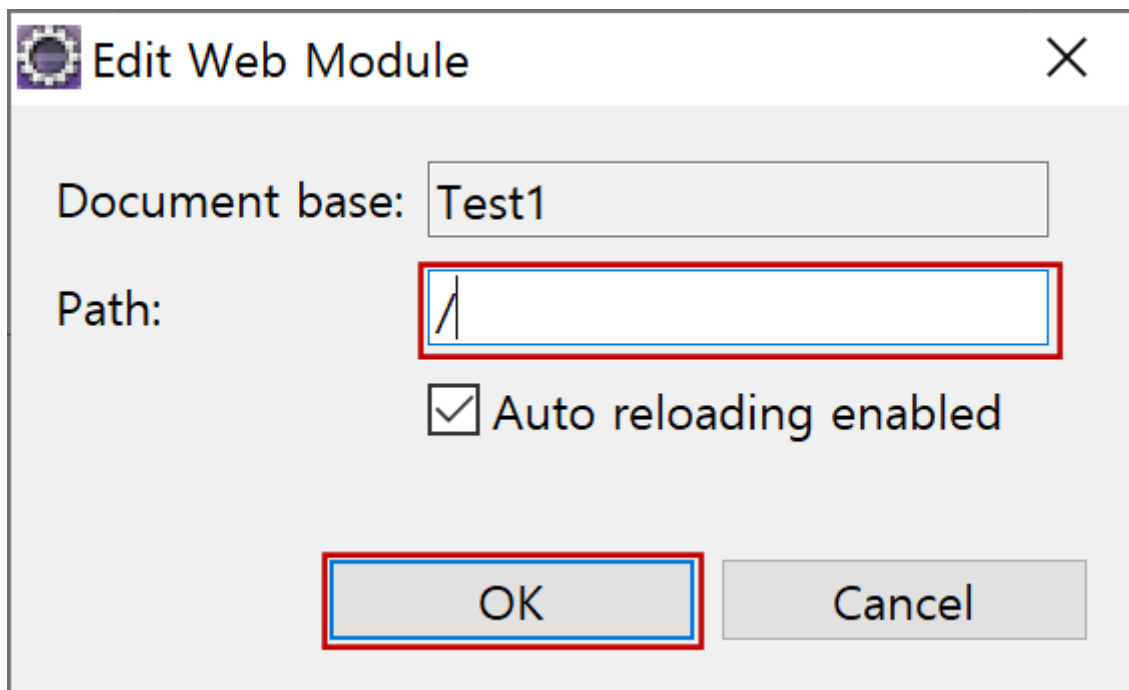 Edit Web Module
Document base: Test1
Path: /
Auto reloading enabled
OK Cancel